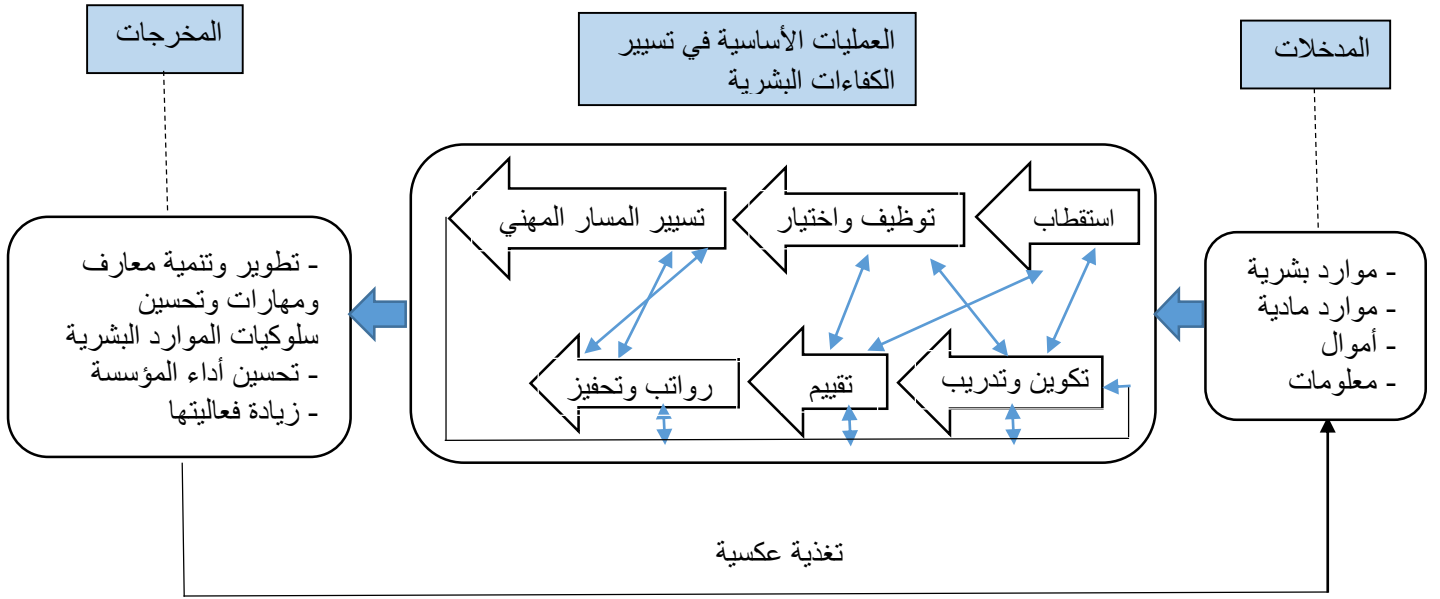 المدخلات
العمليات الأساسية في تسيير
الكفاءات البشرية
المخرجات
- موارد بشرية
- موارد مادية
- أموال
- معلومات
استقطاب
توظيف واختيار
تسيير المسار المهني
تكوين وتدريب
تقييم
رواتب وتحفيز
- تطوير وتنمية معارف
ومهارات وتحسين
سلوكيات الموارد البشرية
- تحسين أداء المؤسسة
- زيادة فعاليتها
تغذية عكسية